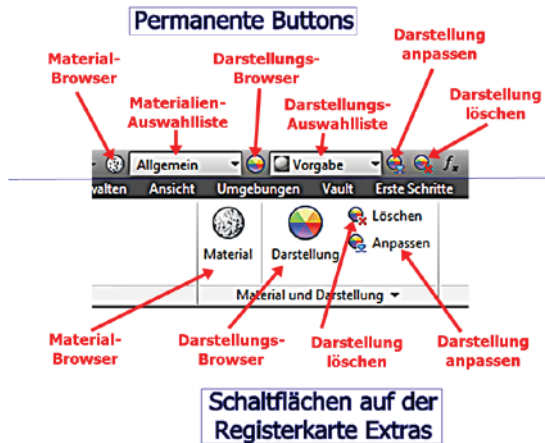 Permanente Buttons
Material-
Browser
Darstellungs-
Browser
Darstellung
anpassen
Materialien-
Auswahlliste
Darstellungs-
Auswahlliste
Darstellung
löschen
Allgemein
Vorgabe
fx
walten Ansicht Umgebungen Vault Erste Schritte
Material
Darstellung
Löschen
Anpassen
Material und Darstellung
Material-
Browser
Darstellungs-
Browser
Darstellung
löschen
Darstellung
anpassen
Schaltflächen auf der
Registerkarte Extras